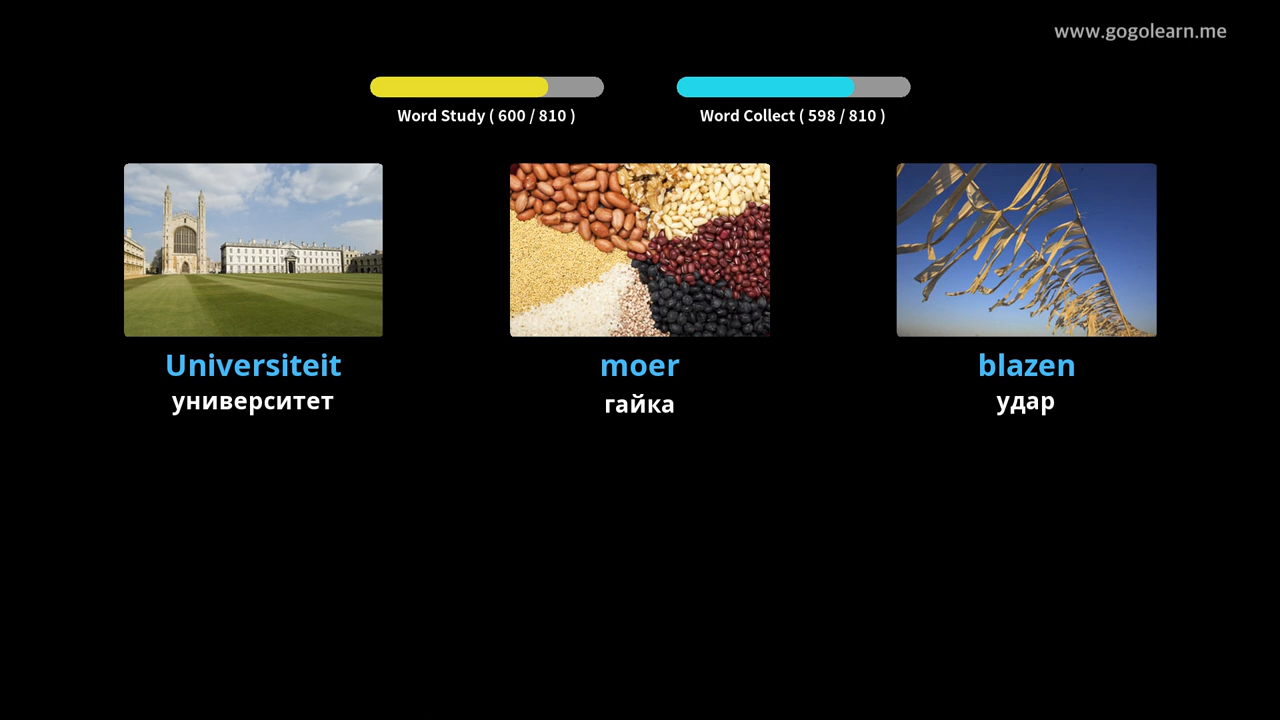 www.gogolearn.me
Word Study ( 600 / 810 )
Word Collect ( 598 / 810 )
Universiteit
университет
moer
гайка
blazen
удар